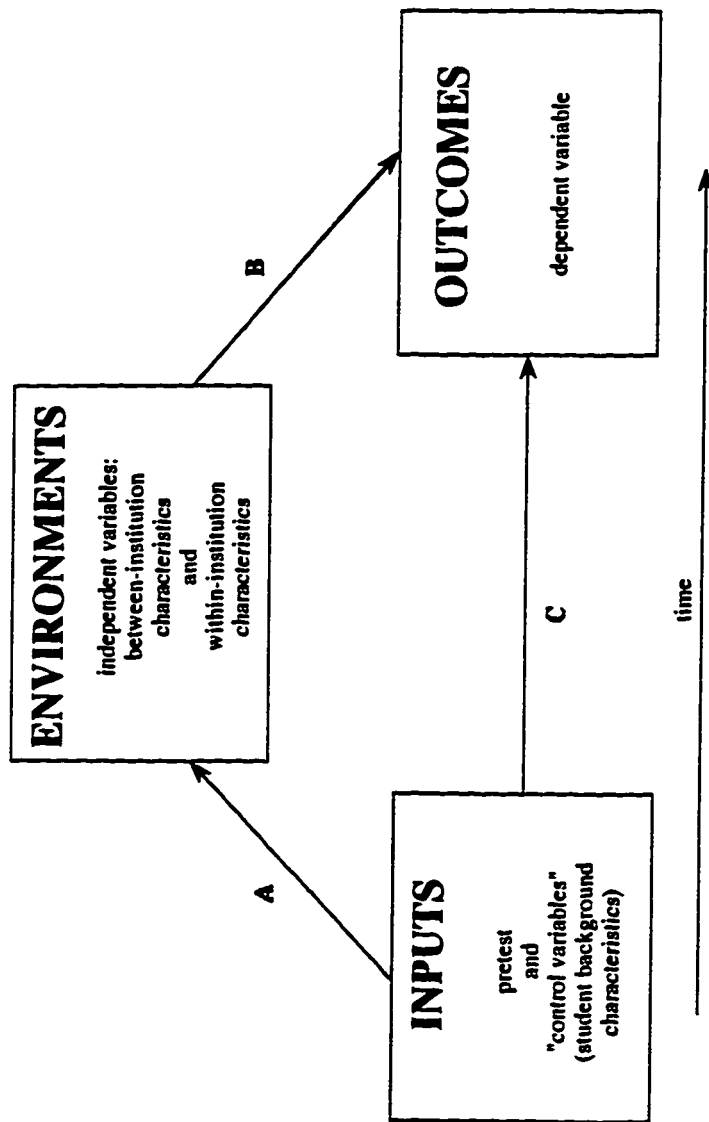 ENVIRONMENTS
independent variables:
between-institution
characteristics
and
within-institution
characteristics
A
B
INPUTS
pretest
and
"control variables"
(student background
characteristics)
C
OUTCOMES
dependent variable
time